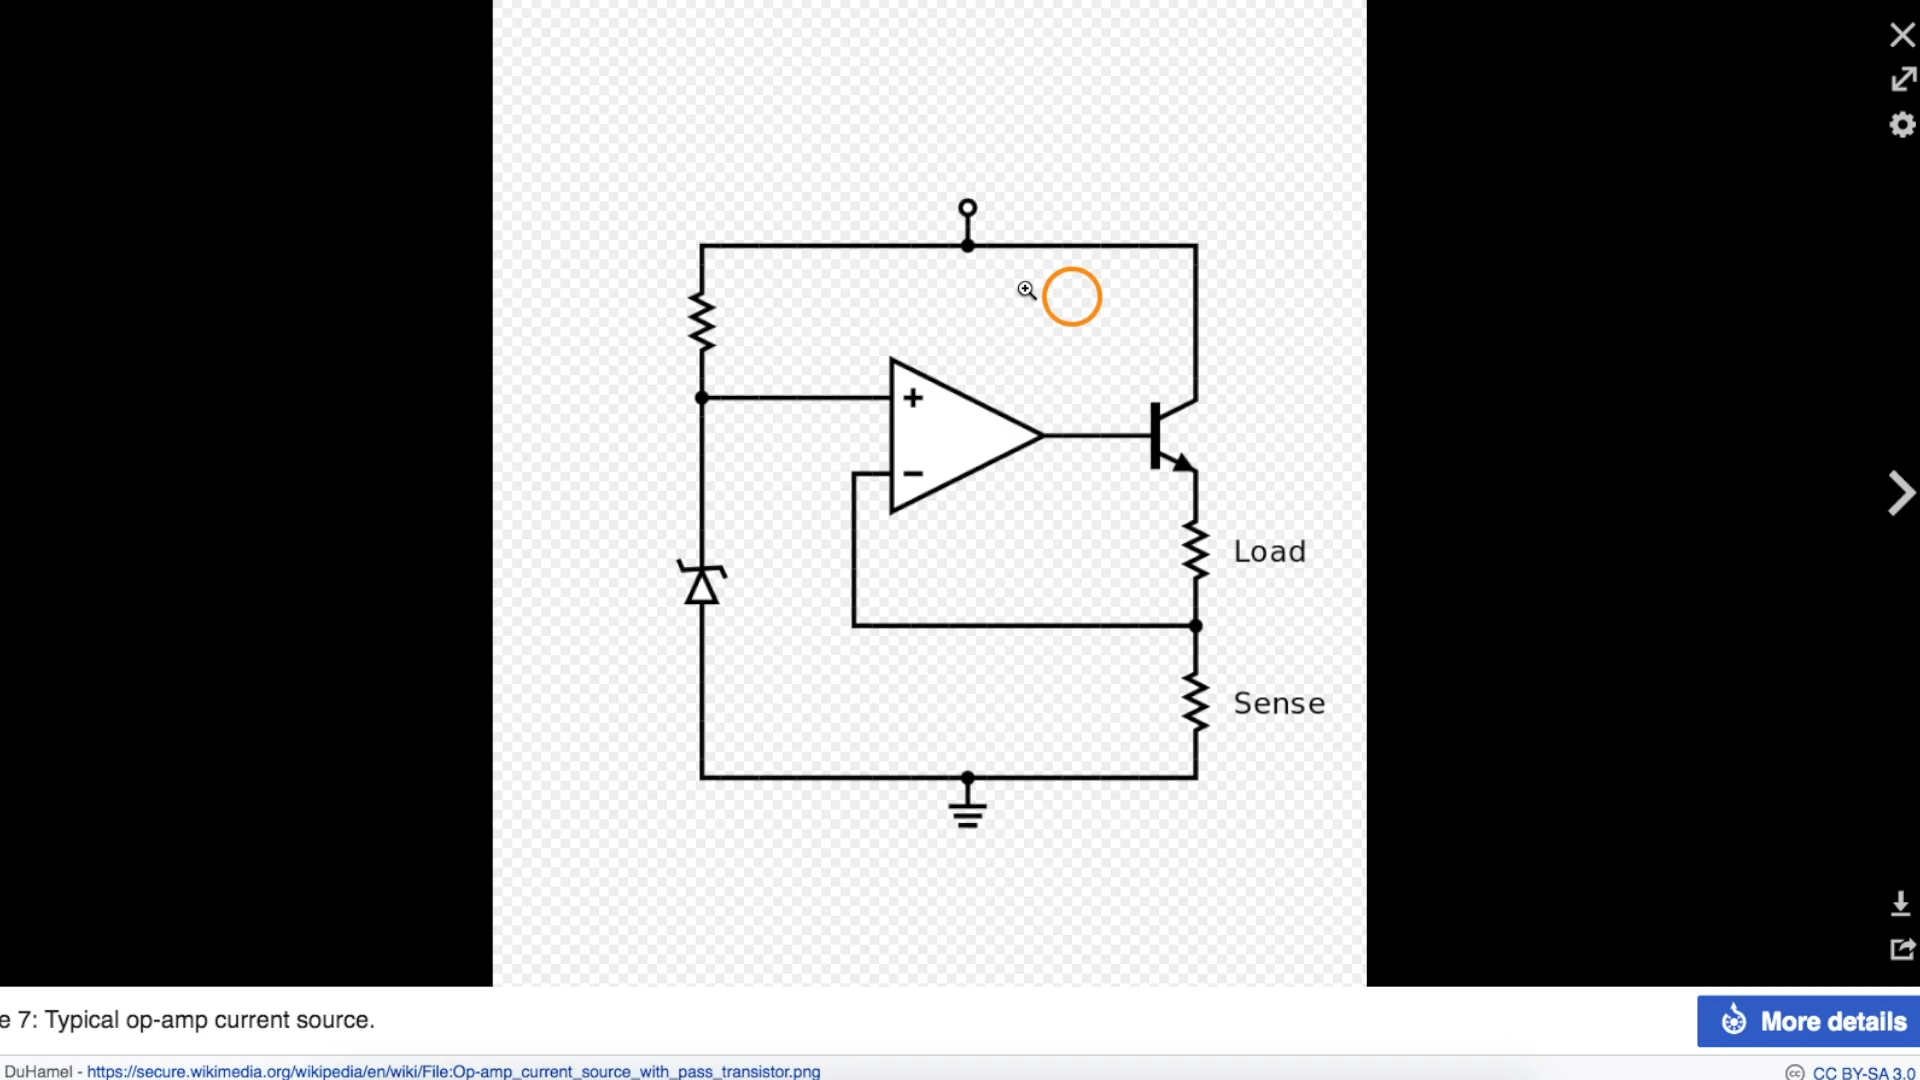 +
−
Load
Sense
e 7: Typical op-amp current source.
More details
DuHamel - https://secure.wikimedia.org/wikipedia/en/wiki/File:Op-amp_current_source_with_pass_transistor.png
cc CC BY-SA 3.0